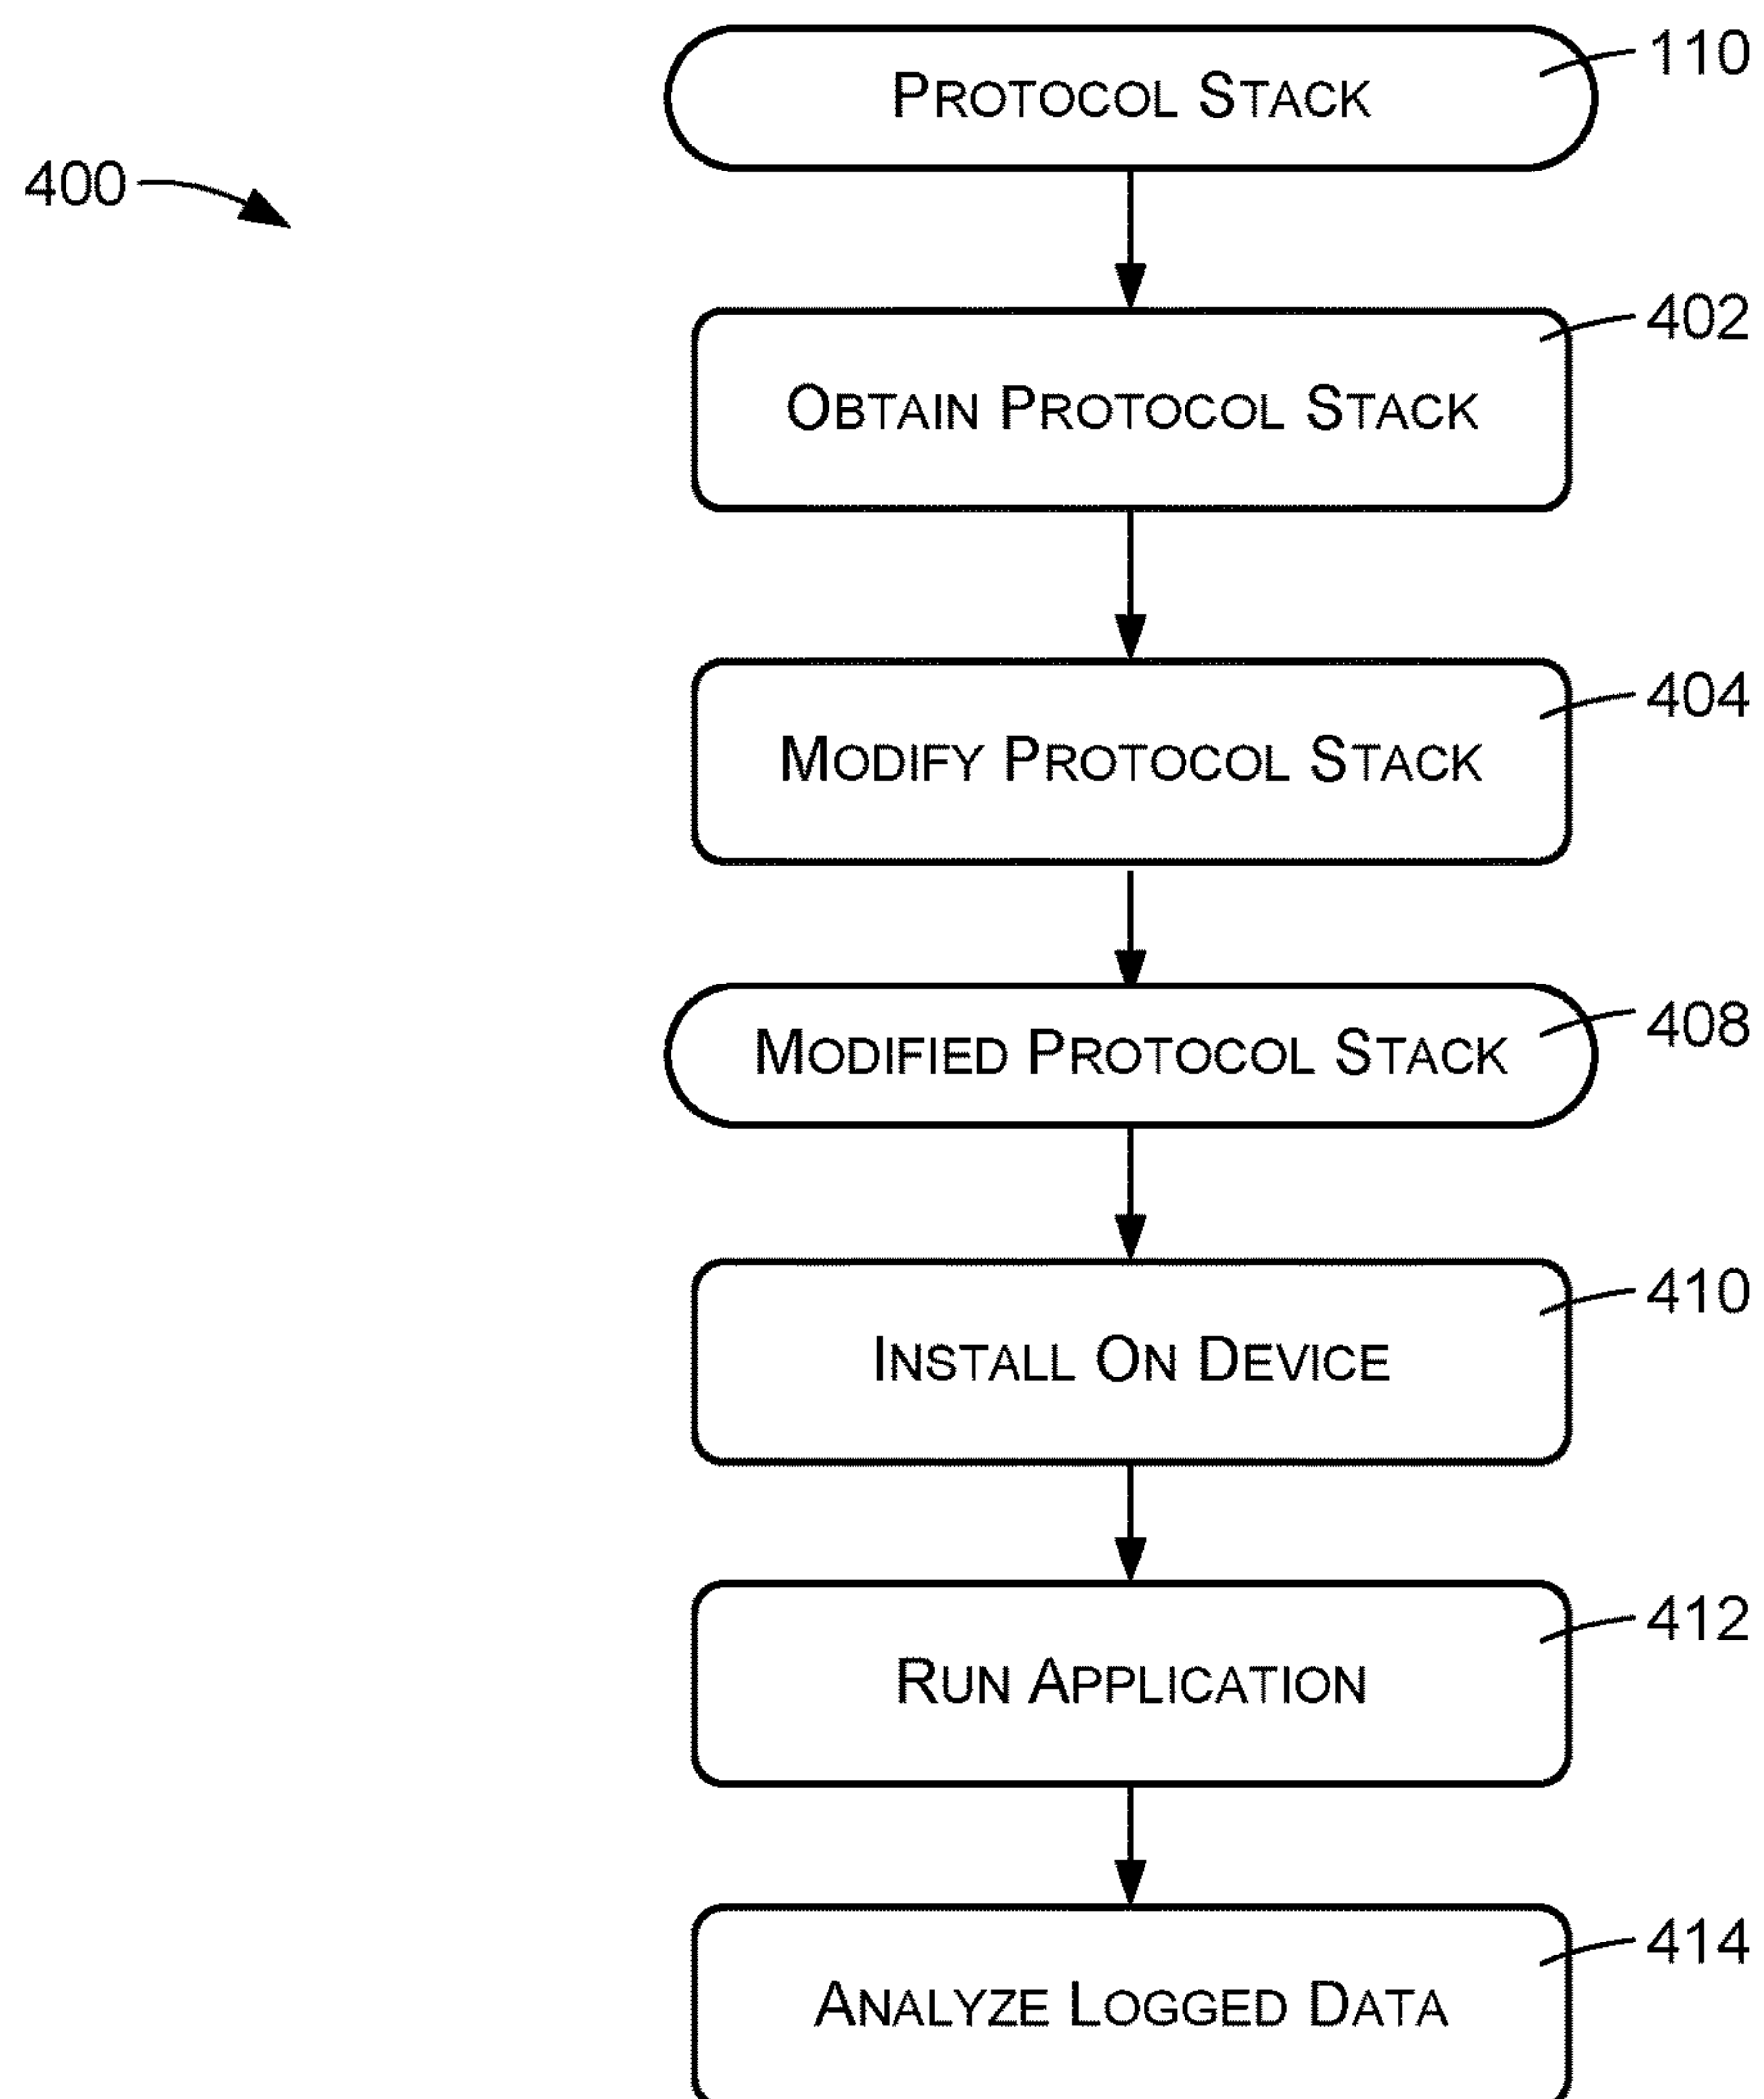 PROTOCOL STACK
110
400
OBTAIN PROTOCOL STACK
402
MODIFY PROTOCOL STACK
404
MODIFIED PROTOCOL STACK
408
INSTALL ON DEVICE
410
RUN APPLICATION
412
ANALYZE LOGGED DATA
414